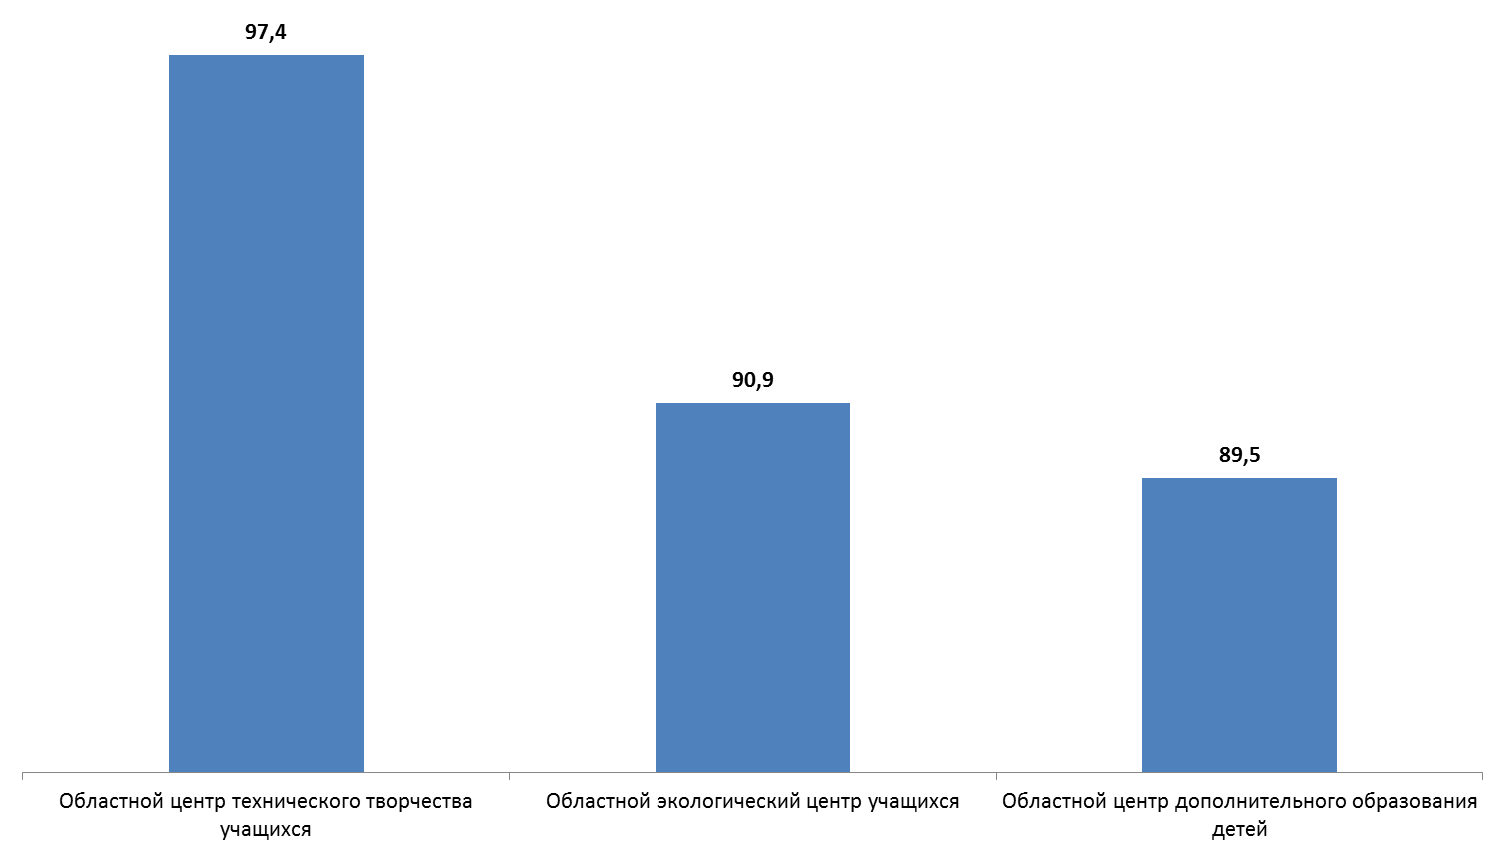 97,4
90,9
89,5
Областной центр технического творчества
учащихся
Областной экологический центр учащихся
Областной центр дополнительного образования
детей